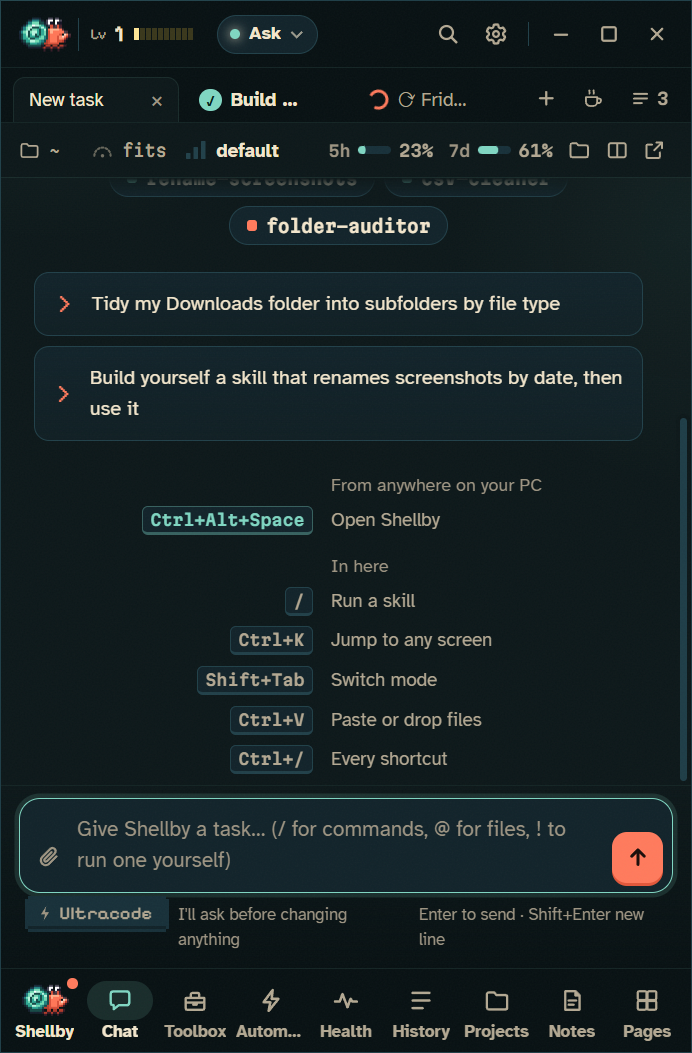 Lv 1 Ask
New task × Build ... Frid... 3
~ fits default 5h 23% 7d 61%
rename-screenshots csv-cleaner
folder-auditor
Tidy my Downloads folder into subfolders by file type
Build yourself a skill that renames screenshots by date, then
use it
From anywhere on your PC
Ctrl+Alt+Space Open Shellby
In here
/ Run a skill
Ctrl+K Jump to any screen
Shift+Tab Switch mode
Ctrl+V Paste or drop files
Ctrl+/ Every shortcut
Give Shellby a task... (/ for commands, @ for files, ! to
run one yourself)
Ultracode I'll ask before changing Enter to send · Shift+Enter new
anything line
Shellby Chat Toolbox Autom... Health History Projects Notes Pages